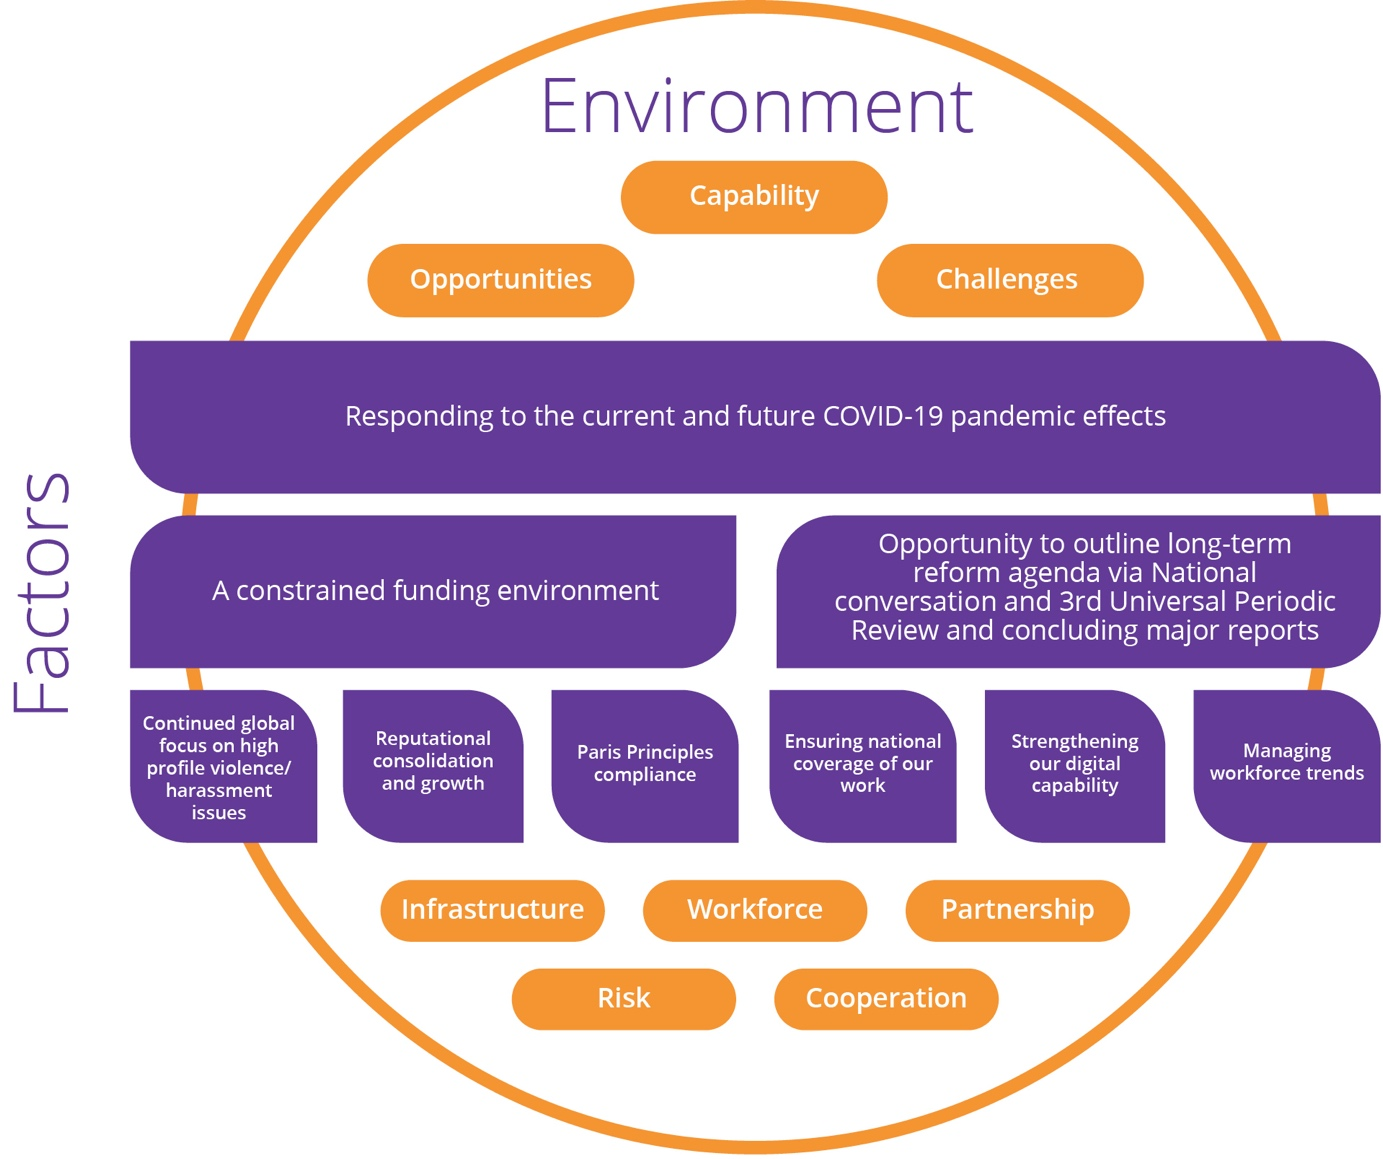 Environment
Capability
Opportunities
Challenges
Factors
Responding to the current and future COVID-19 pandemic effects
A constrained funding environment
Opportunity to outline long-term
reform agenda via National
conversation and 3rd Universal Periodic
Review and concluding major reports
Continued global
focus on high
profile violence/
harassment
issues
Reputational
consolidation
and growth
Paris Principles
compliance
Ensuring national
coverage of our
work
Strengthening
our digital
capability
Managing
workforce trends
Infrastructure
Workforce
Partnership
Risk
Cooperation